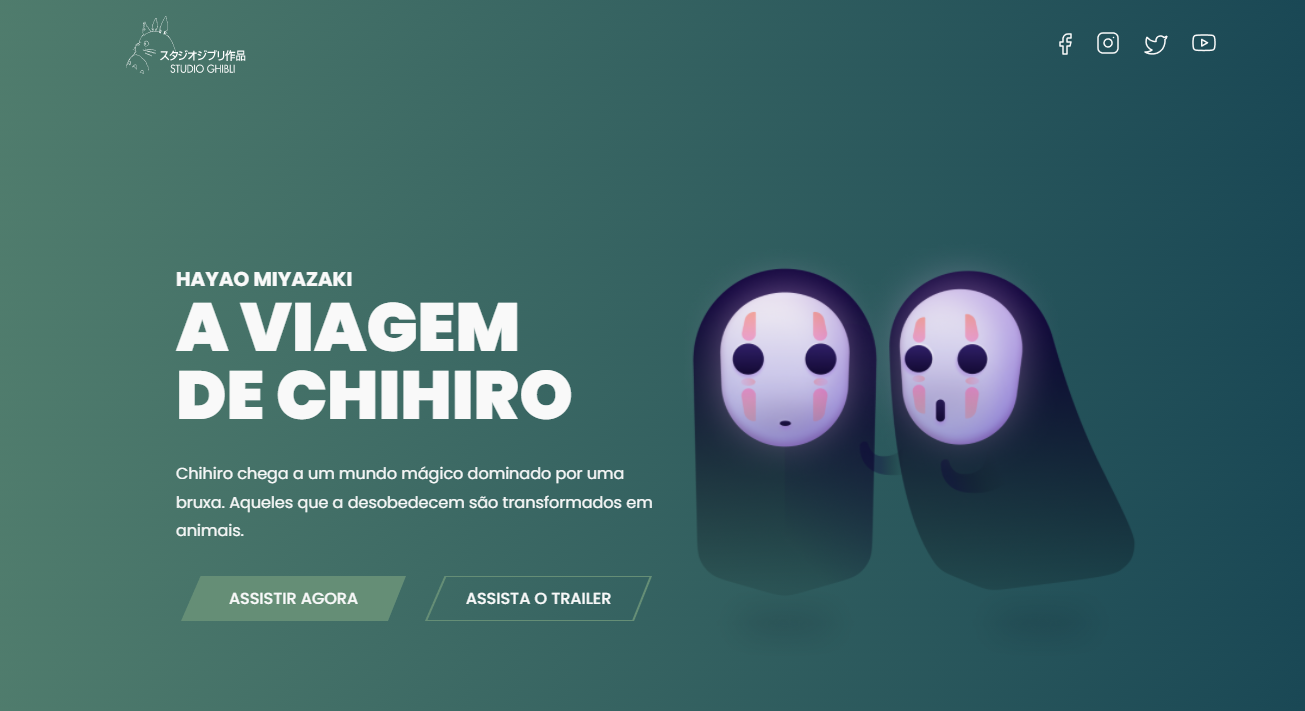 スタジオジブリ作品
STUDIO GHIBLI
HAYAO MIYAZAKI
A VIAGEM
DE CHIHIRO
Chihiro chega a um mundo mágico dominado por uma
bruxa. Aqueles que a desobedecem são transformados em
animais.
ASSISTIR AGORA
ASSISTA O TRAILER